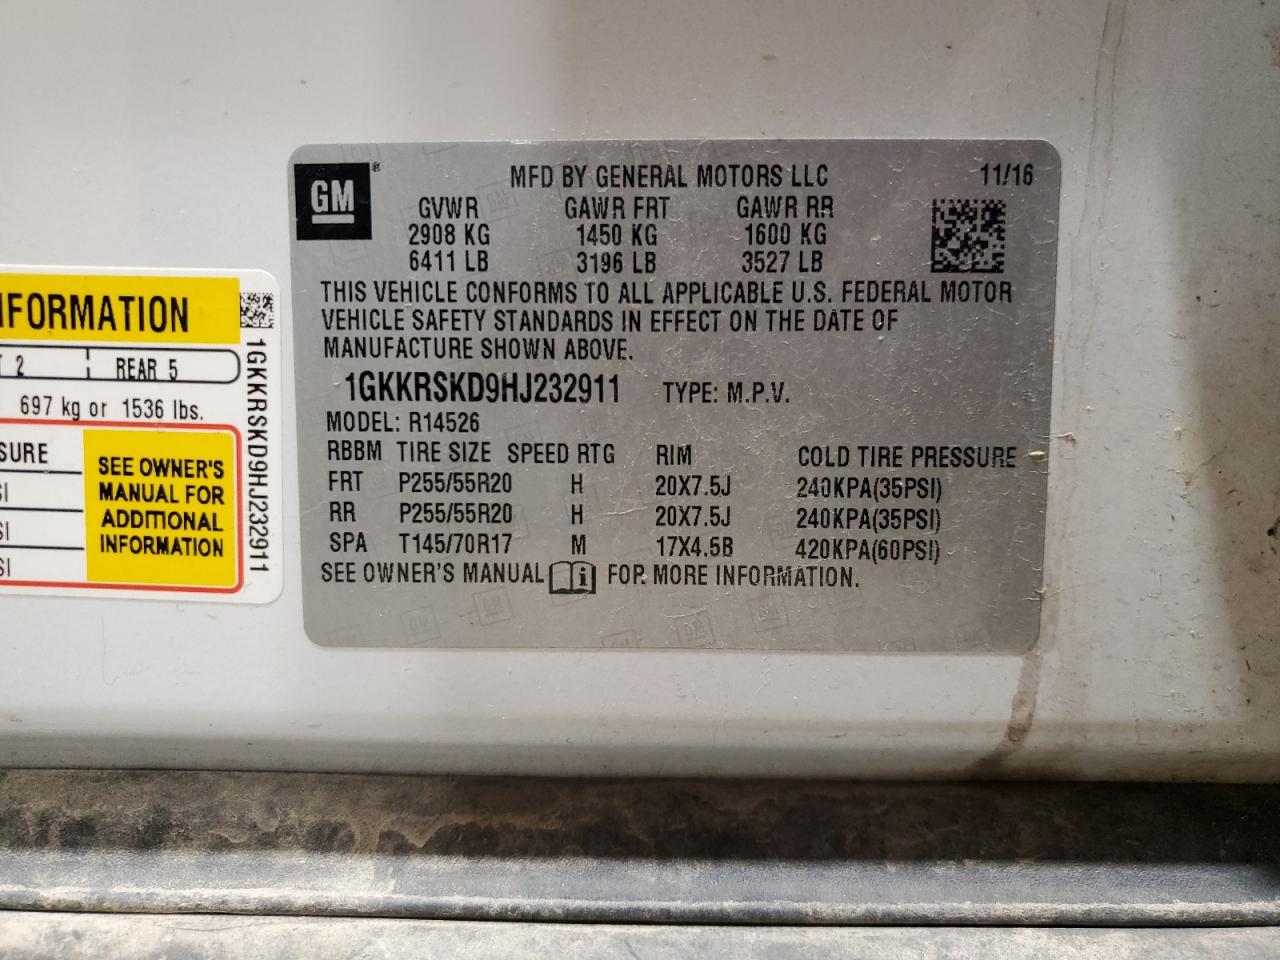 GM ®
MFD BY GENERAL MOTORS LLC 11/16
GVWR GAWR FRT GAWR RR
2908 KG 1450 KG 1600 KG
6411 LB 3196 LB 3527 LB
THIS VEHICLE CONFORMS TO ALL APPLICABLE U.S. FEDERAL MOTOR
VEHICLE SAFETY STANDARDS IN EFFECT ON THE DATE OF
MANUFACTURE SHOWN ABOVE.
1GKKRSKD9HJ232911 TYPE: M.P.V.
MODEL: R14526
RBBM TIRE SIZE SPEED RTG RIM COLD TIRE PRESSURE
FRT P255/55R20 H 20X7.5J 240KPA(35PSI)
RR P255/55R20 H 20X7.5J 240KPA(35PSI)
SPA T145/70R17 M 17X4.5B 420KPA(60PSI)
SEE OWNER'S MANUAL i FOR MORE INFORMATION.
NFORMATION
2 REAR 5
697 kg or 1536 lbs.
SURE
SI
SI
SI
SEE OWNER'S
MANUAL FOR
ADDITIONAL
INFORMATION
1GKKRSKD9HJ232911